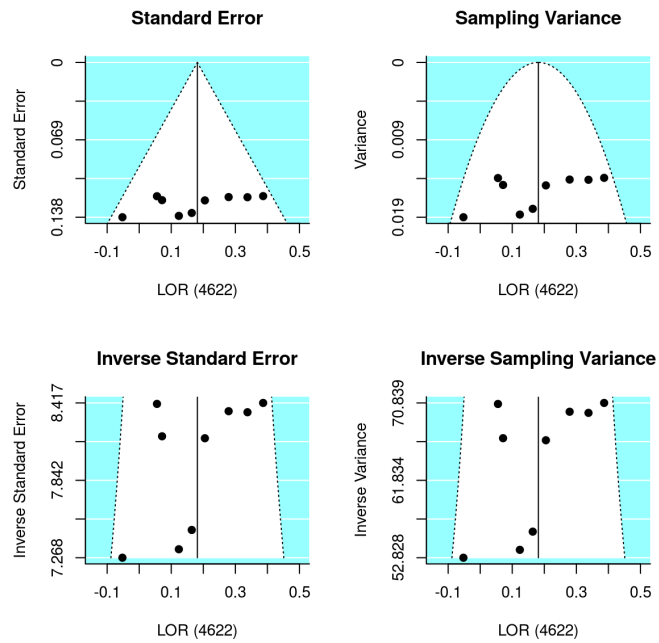 Standard Error
Standard Error
0
0.069
0.138
-0.1
0.1
0.3
0.5
LOR (4622)
Sampling Variance
Variance
0
0.009
0.019
-0.1
0.1
0.3
0.5
LOR (4622)
Inverse Standard Error
Inverse Standard Error
8.417
7.842
7.268
-0.1
0.1
0.3
0.5
LOR (4622)
Inverse Sampling Variance
Inverse Variance
70.839
61.834
52.828
-0.1
0.1
0.3
0.5
LOR (4622)